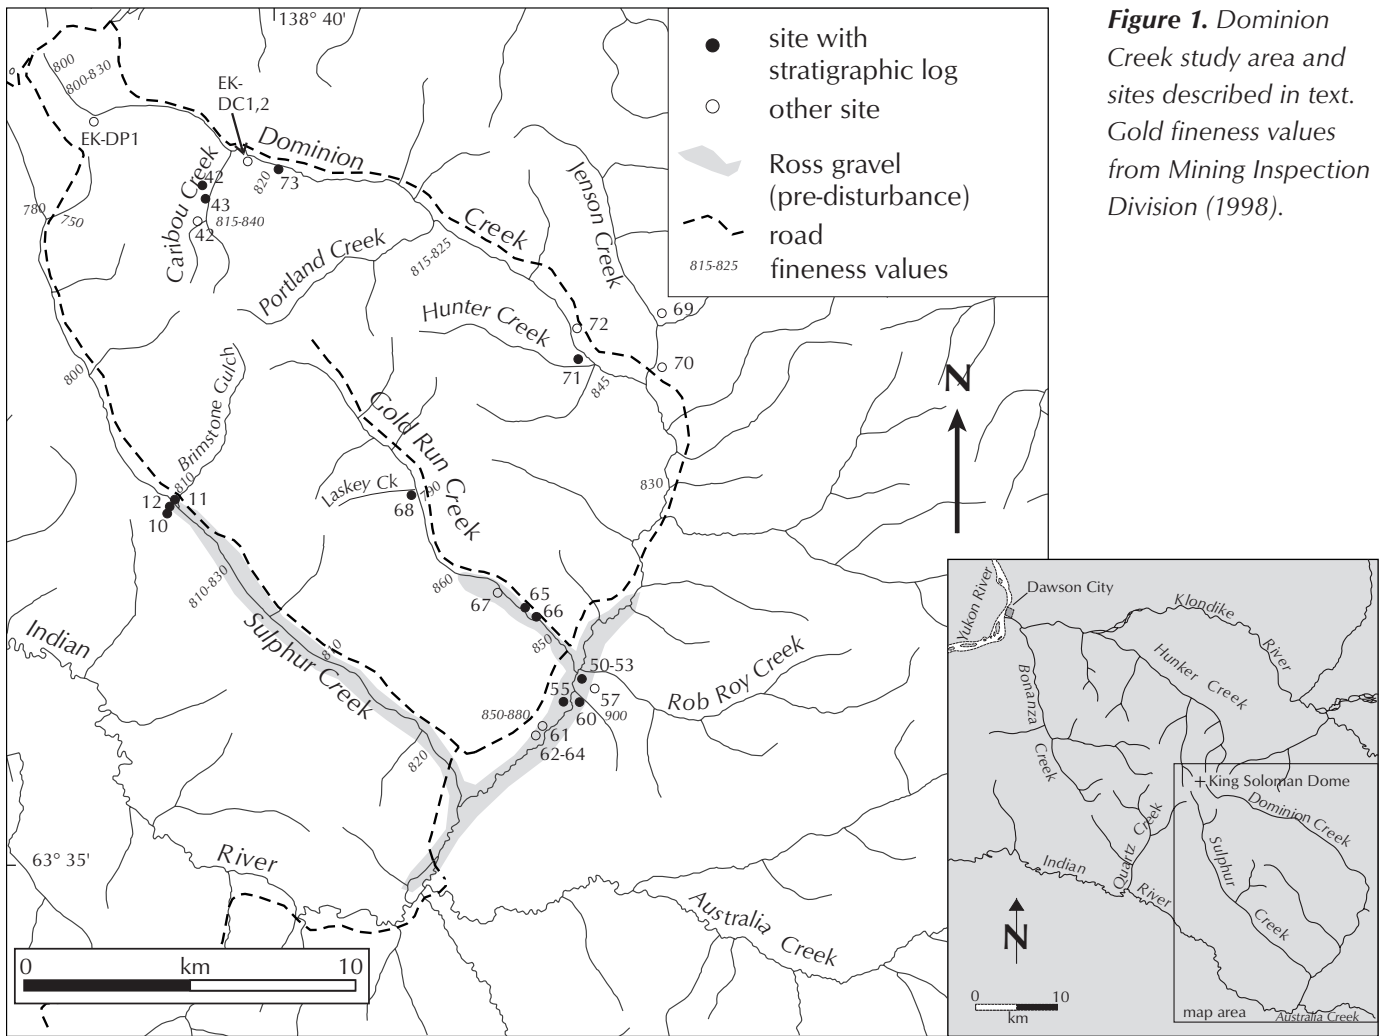 138° 40'
site with
stratigraphic log
other site
Ross gravel
(pre-disturbance)
road
815-825
fineness values
Figure 1. Dominion
Creek study area and
sites described in text.
Gold fineness values
from Mining Inspection
Division (1998).
800
800-830
EK-
DC1,2
EK-DP1
Dominion
Creek
820
73
42
43
42
815-840
Caribou Creek
780
750
Portland Creek
815-825
Jenson Creek
Hunter Creek
72
69
70
71
845
N
800
Brimstone Gulch
810
12
11
10
Gold Run
Creek
Laskey Ck
790
68
830
860
67
65
66
850
810-830
Sulphur Creek
810
Indian
River
50-53
55
57
60
900
Rob Roy Creek
850-880
61
62-64
820
63° 35'
Australia
Creek
0
km
10
Yukon River
Dawson City
Klondike
River
Hunker Creek
Bonanza
Creek
King Soloman Dome
Dominion Creek
Quartz Creek
Sulphur
Creek
Indian
River
N
0
10
km
map area
Australia Creek